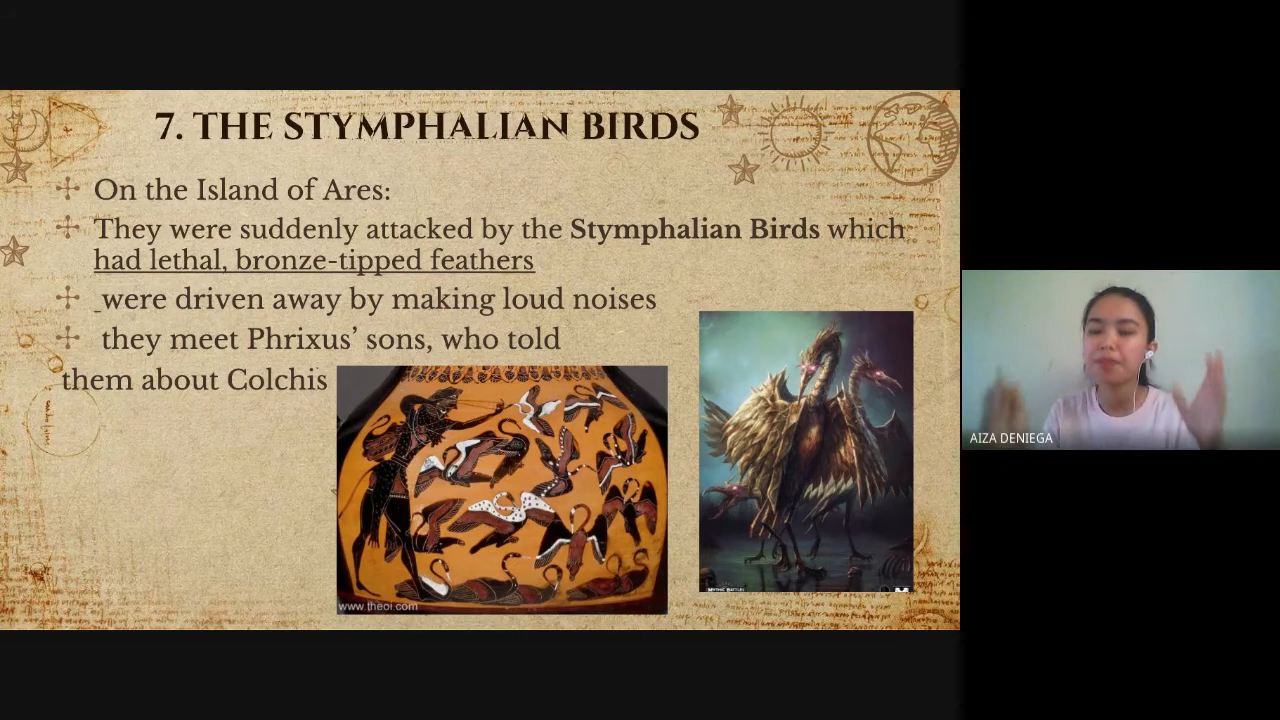 7. THE STYMPHALIAN BIRDS
On the Island of Ares:
They were suddenly attacked by the Stymphalian Birds which
had lethal, bronze-tipped feathers
were driven away by making loud noises
they meet Phrixus’ sons, who told
them about Colchis
www.theoi.com
MYTHIC BATTLES
AIZA DENIEGA